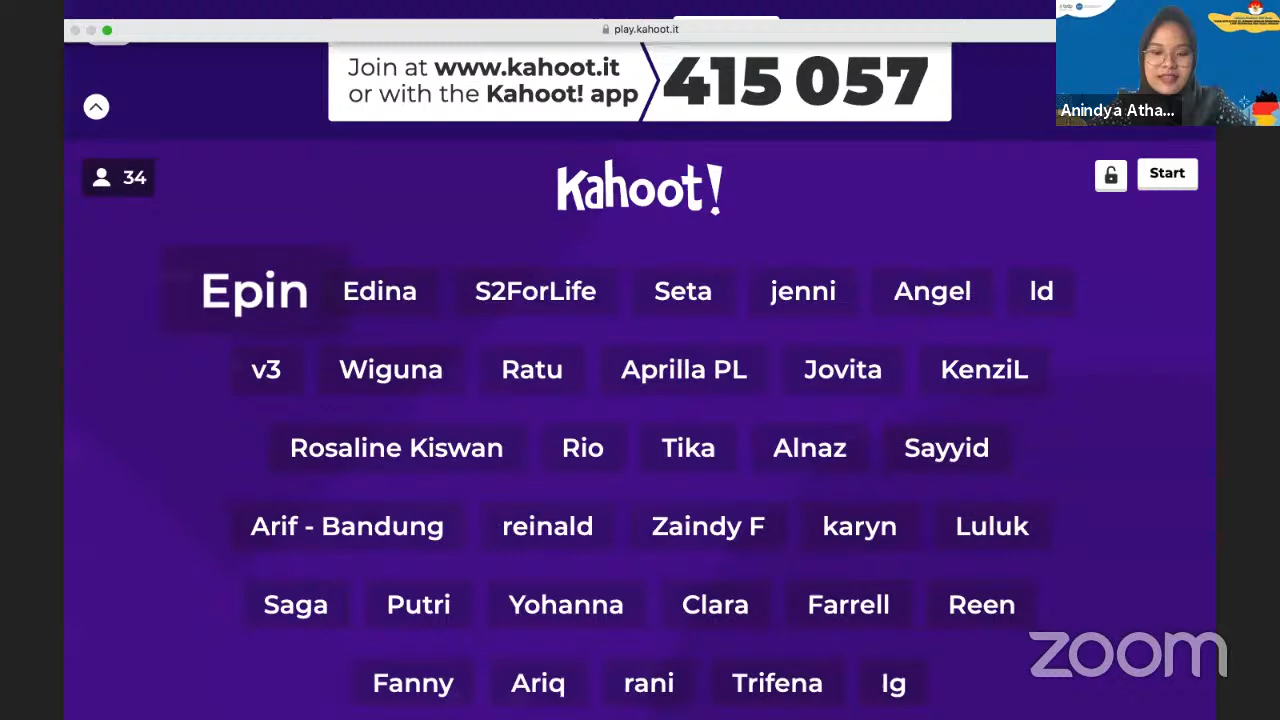 play.kahoot.it
Join at www.kahoot.it
or with the Kahoot! app
415 057
Anindya Atha...
34
Kahoot!
Start
Epin Edina S2ForLife Seta jenni Angel ld
v3 Wiguna Ratu Aprilla PL Jovita KenziL
Rosaline Kiswan Rio Tika Alnaz Sayyid
Arif - Bandung reinald Zaindy F karyn Luluk
Saga Putri Yohanna Clara Farrell Reen
Fanny Ariq rani Trifena Ig
zoom